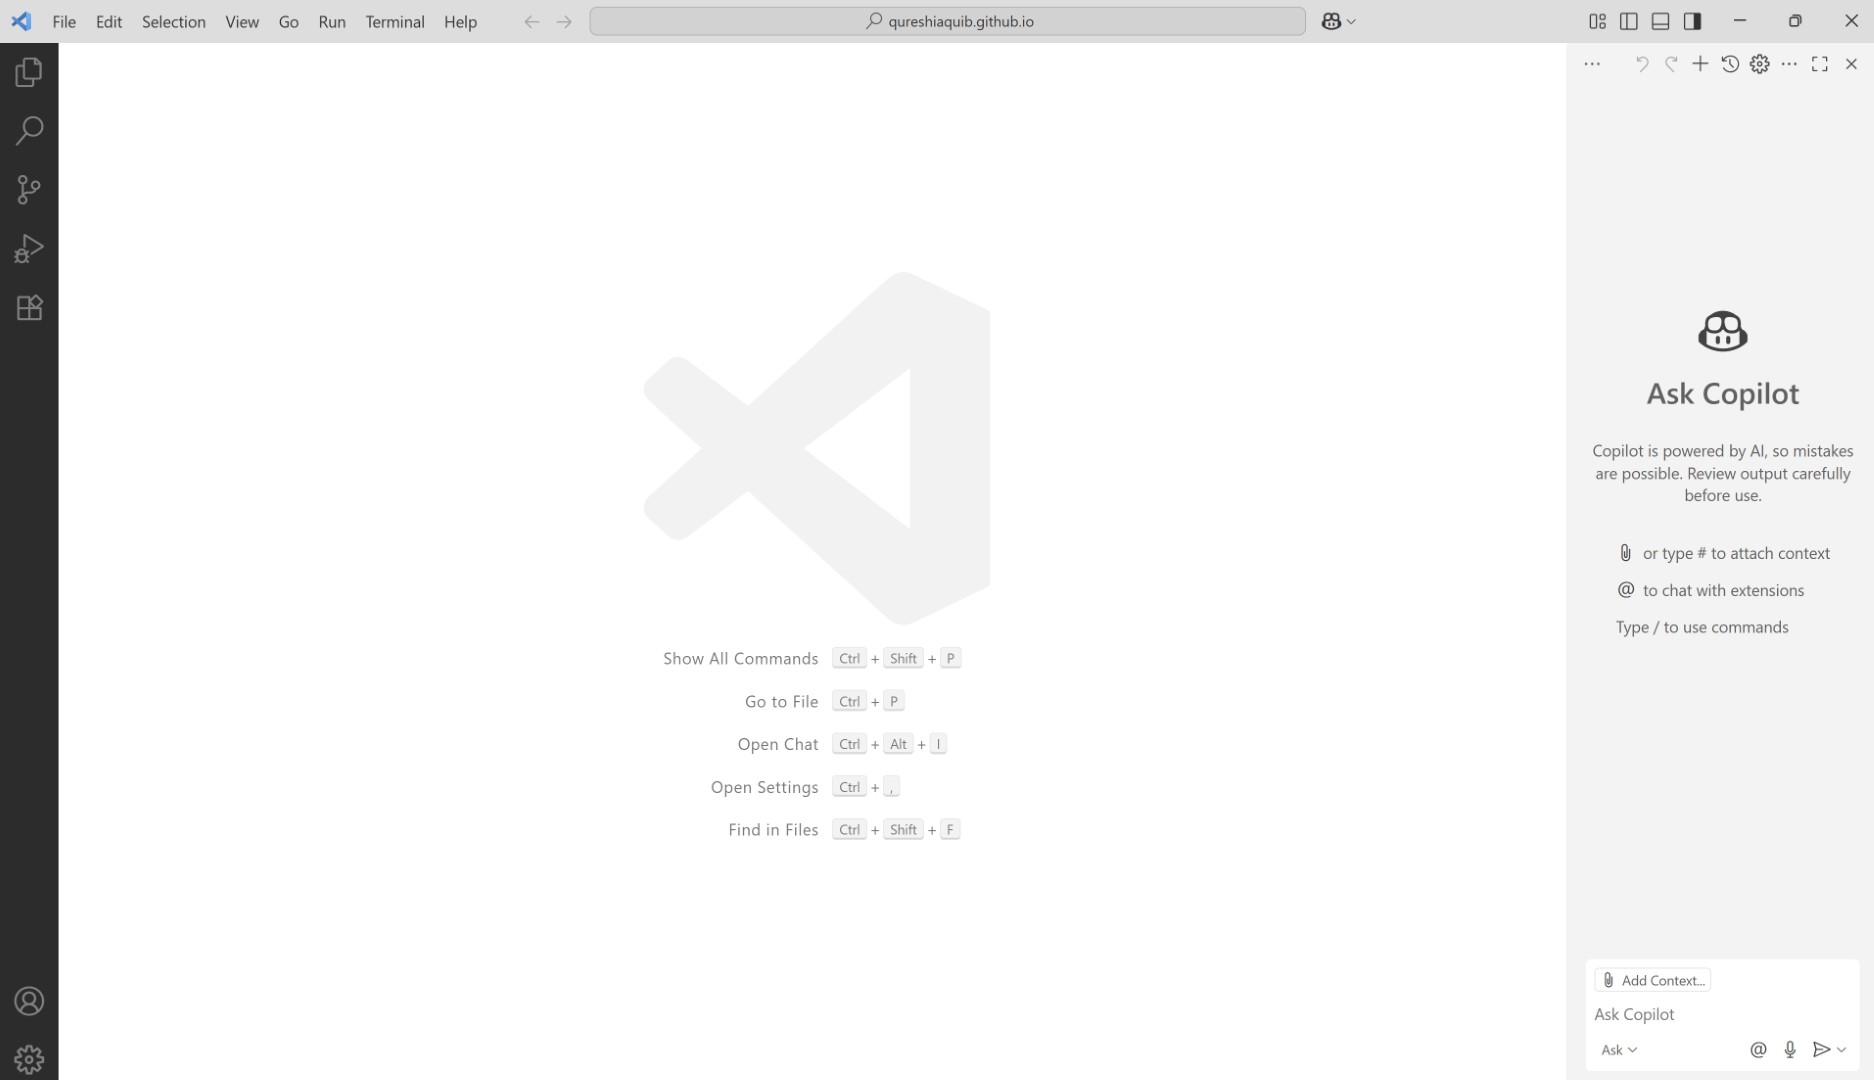 File Edit Selection View Go Run Terminal Help
qureshiaquib.github.io
Ask Copilot
Copilot is powered by AI, so mistakes
are possible. Review output carefully
before use.
or type # to attach context
@ to chat with extensions
Type / to use commands
Show All Commands Ctrl + Shift + P
Go to File Ctrl + P
Open Chat Ctrl + Alt + I
Open Settings Ctrl + ,
Find in Files Ctrl + Shift + F
Add Context...
Ask Copilot
Ask @